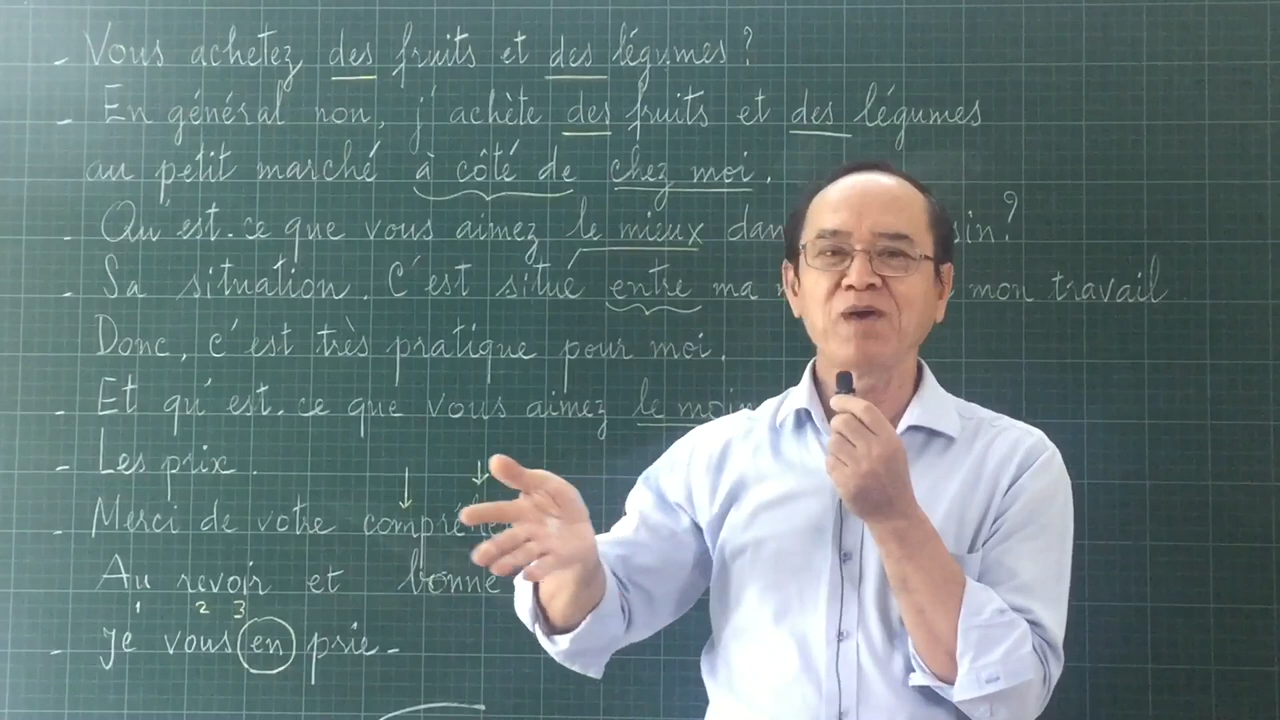 - Vous achetez des fruits et des légumes ?
- En général non, j'achète des fruits et des légumes
au petit marché à côté de chez moi.
- Qu'est-ce que vous aimez le mieux
- Sa situation. C'est situé entre ma mon travail
Donc, c'est très pratique pour moi.
- Et qu'est-ce que vous aimez le
- Les prix.
- Merci de votre
Au revoir et bonne
1 2 3
- Je vous en prie -